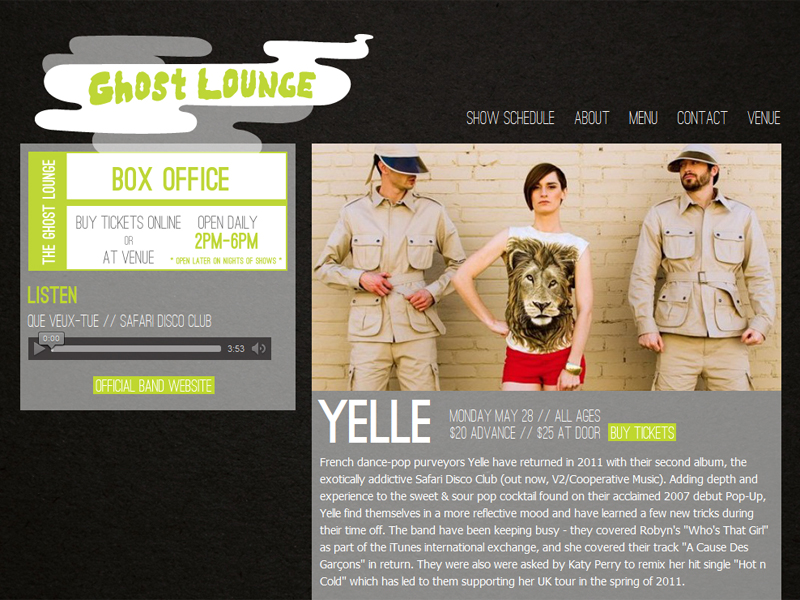 Ghost Lounge
SHOW SCHEDULE ABOUT MENU CONTACT VENUE
THE GHOST LOUNGE
BOX OFFICE
BUY TICKETS ONLINE
OR
AT VENUE
OPEN DAILY
2PM-6PM
* OPEN LATER ON NIGHTS OF SHOWS *
LISTEN
QUE VEUX-TUE // SAFARI DISCO CLUB
0:00
3:53
OFFICIAL BAND WEBSITE
YELLE
MONDAY MAY 28 // ALL AGES
$20 ADVANCE // $25 AT DOOR BUY TICKETS
French dance-pop purveyors Yelle have returned in 2011 with their second album, the
exotically addictive Safari Disco Club (out now, V2/Cooperative Music). Adding depth and
experience to the sweet & sour pop cocktail found on their acclaimed 2007 debut Pop-Up,
Yelle find themselves in a more reflective mood and have learned a few new tricks during
their time off. The band have been keeping busy - they covered Robyn's "Who's That Girl"
as part of the iTunes international exchange, and she covered their track "A Cause Des
Garçons" in return. They were also were asked by Katy Perry to remix her hit single "Hot n
Cold" which has led to them supporting her UK tour in the spring of 2011.